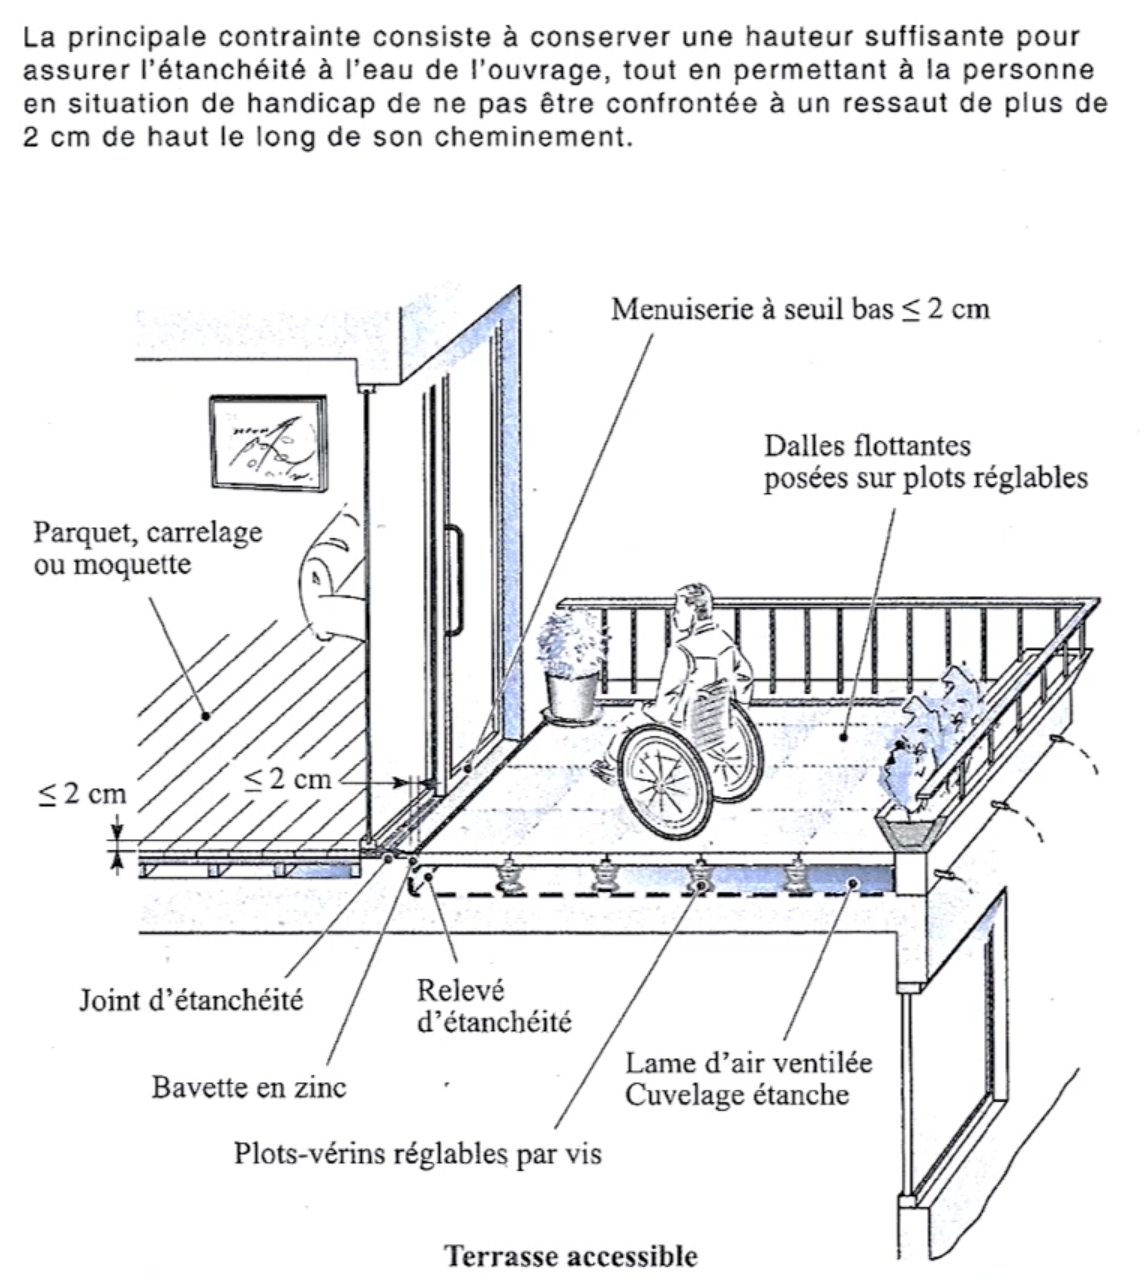 La principale contrainte consiste à conserver une hauteur suffisante pour
assurer l'étanchéité à l'eau de l'ouvrage, tout en permettant à la personne
en situation de handicap de ne pas être confrontée à un ressaut de plus de
2 cm de haut le long de son cheminement.
Menuiserie à seuil bas ≤ 2 cm
Dalles flottantes
posées sur plots réglables
Parquet, carrelage
ou moquette
≤ 2 cm
≤ 2 cm
Joint d'étanchéité
Relevé
d'étanchéité
Bavette en zinc
Lame d'air ventilée
Cuvelage étanche
Plots-vérins réglables par vis
Terrasse accessible